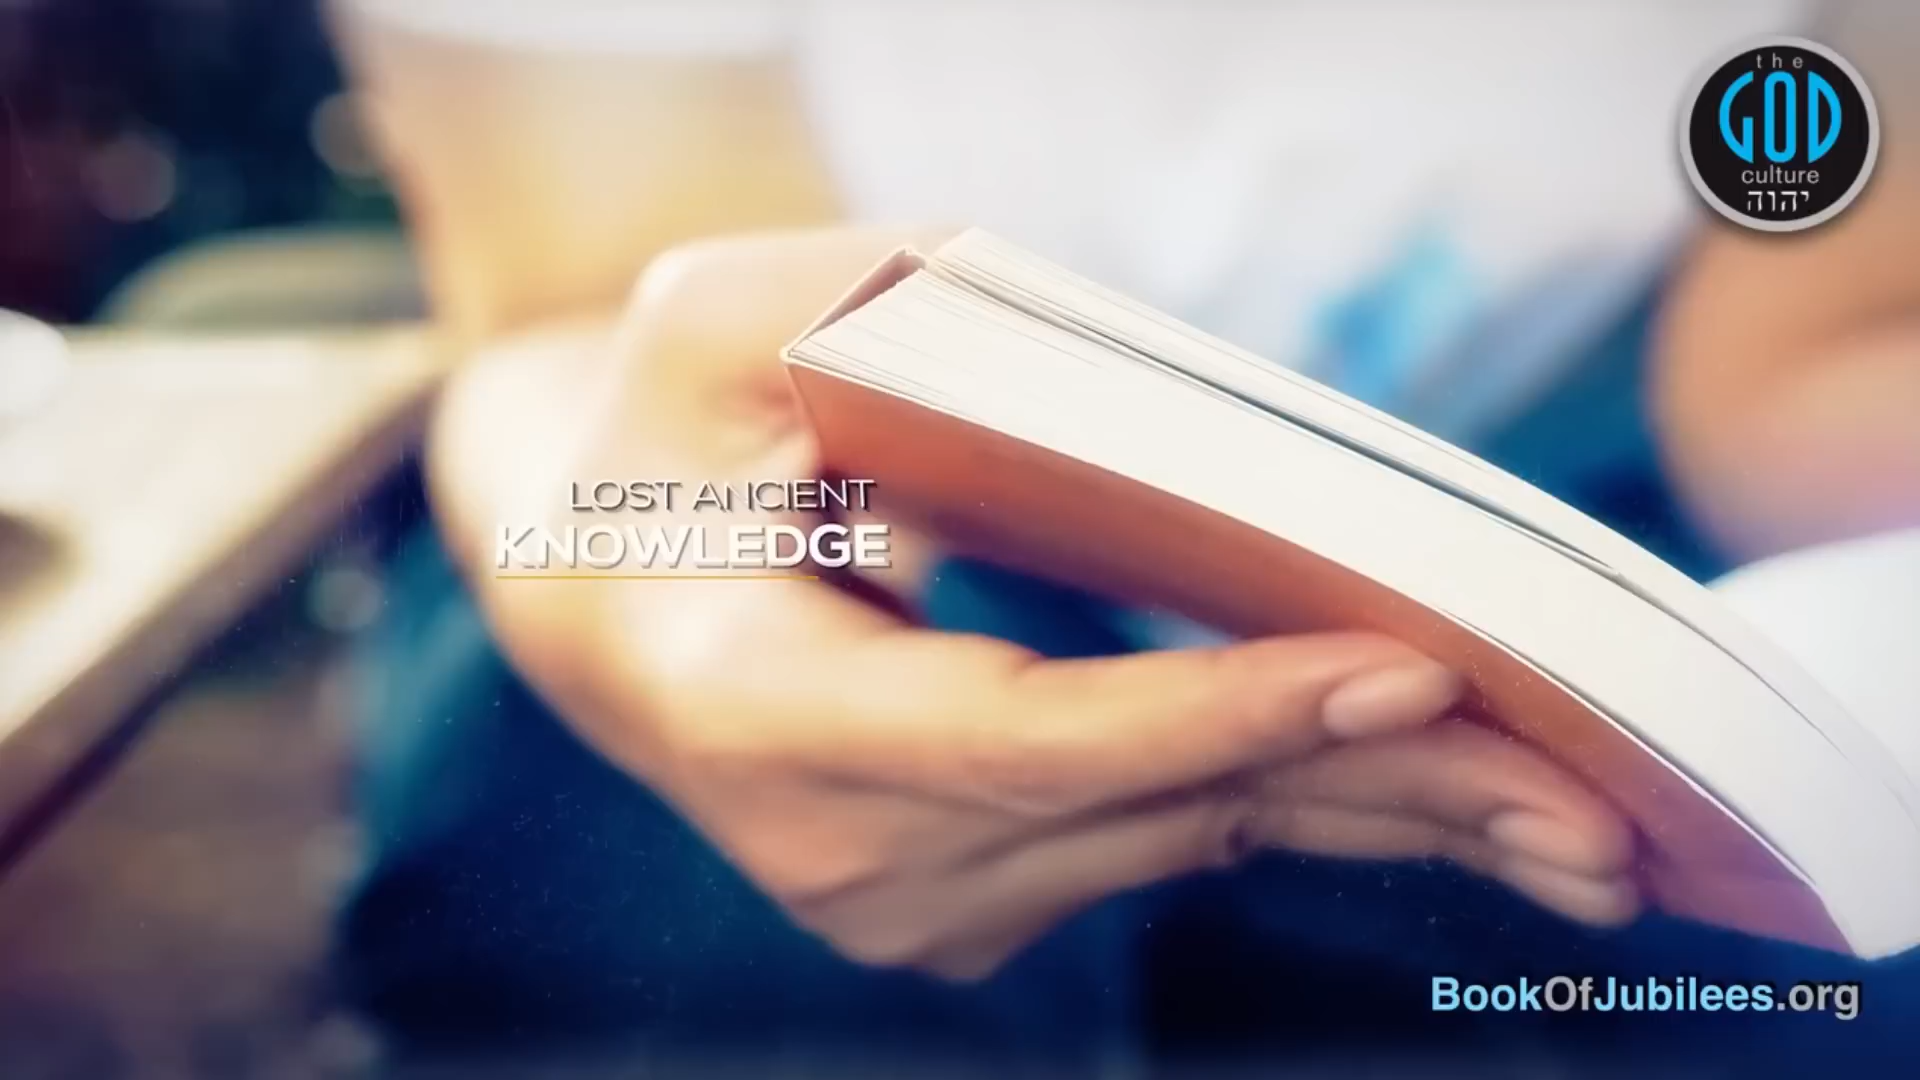 the
GOD
culture
יהוה
LOST ANCIENT
KNOWLEDGE
BookOfJubilees.org